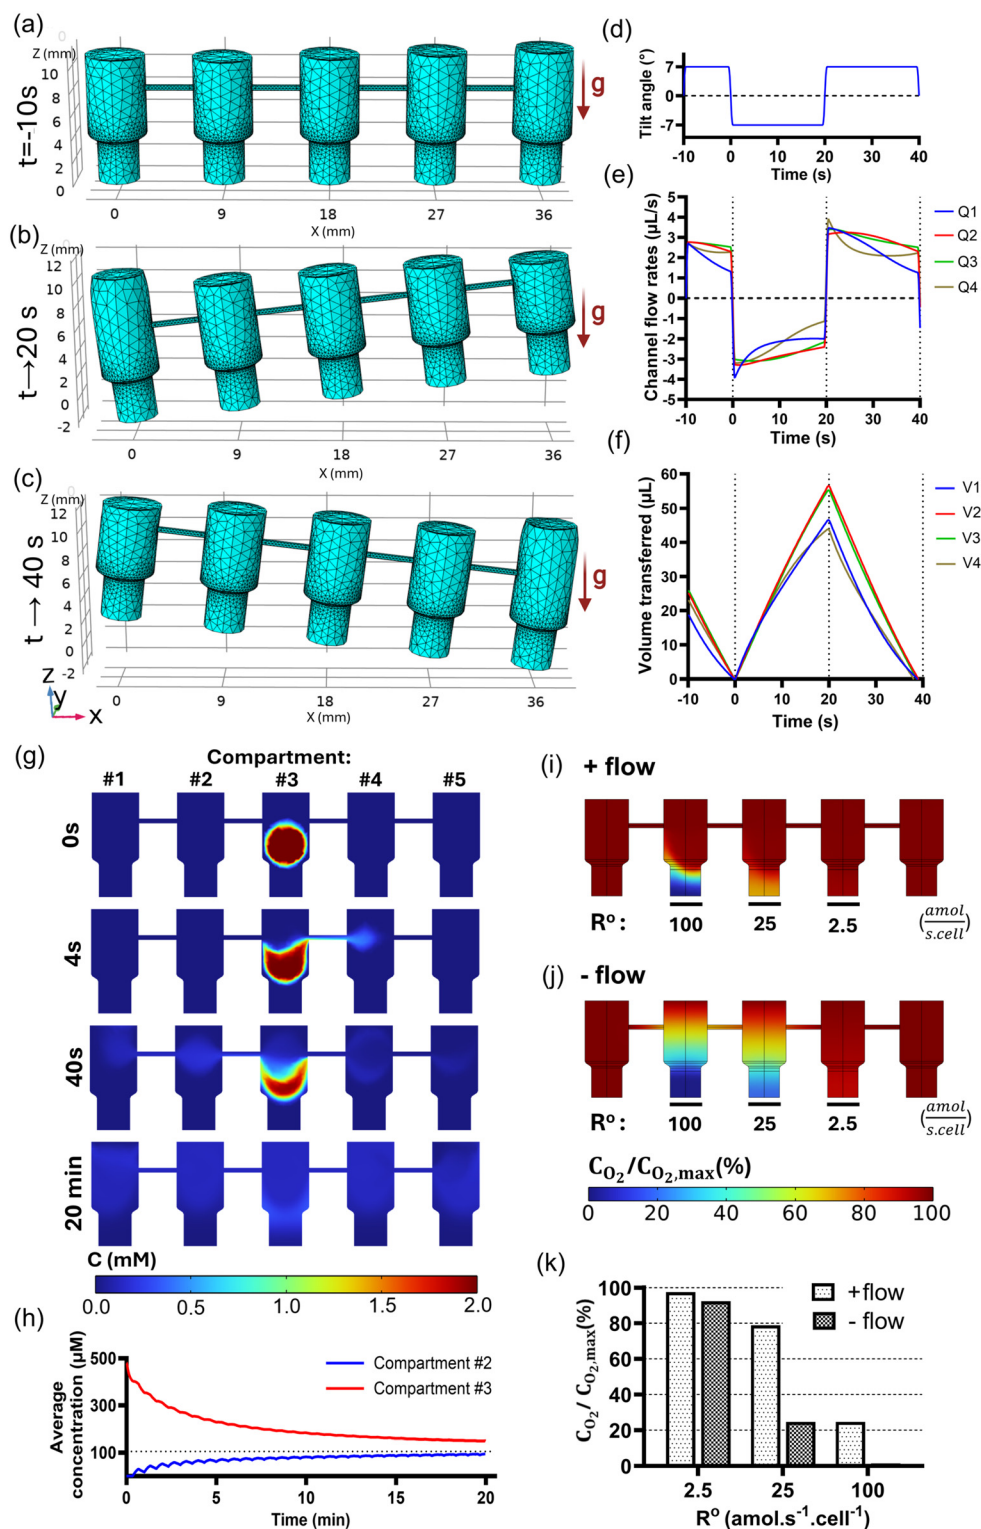 (a)
0
Z (mm)
10
8
6
4
2
0
t=-10s
g
0 9 18 27 36
X (mm)
(b)
0
Z (mm)
12
10
8
6
4
2
0
-2
t→20 s
g
0 9 18 27 36
X (mm)
(c)
0
Z (mm)
12
10
8
6
4
2
0
-2
t → 40 s
g
0 9 18 27 36
X (mm)
z
y
x
(d)
Tilt angle (°)
7
0
-7
-10 0 20 40
Time (s)
(e)
Channel flow rates (µL/s)
5
4
3
2
1
0
-1
-2
-3
-4
-5
-10 0 10 20 30 40
Time (s)
Q1
Q2
Q3
Q4
(f)
Volume transferred (µL)
60
50
40
30
20
10
0
-10 0 10 20 30 40
Time (s)
V1
V2
V3
V4
(g)
Compartment:
#1 #2 #3 #4 #5
0s
4s
40s
20 min
C (mM)
0.0 0.5 1.0 1.5 2.0
(h)
Average concentration (µM)
500
300
100
0 5 10 15 20
Time (min)
Compartment #2
Compartment #3
(i) + flow
R°: 100 25 2.5 (amol/s.cell)
(j) - flow
R°: 100 25 2.5 (amol/s.cell)
C_O₂/C_O₂,max(%)
0 20 40 60 80 100
(k)
C_O₂/ C_O₂,max(%)
100
80
60
40
20
0
+flow
- flow
2.5 25 100
R° (amol.s⁻¹.cell⁻¹)